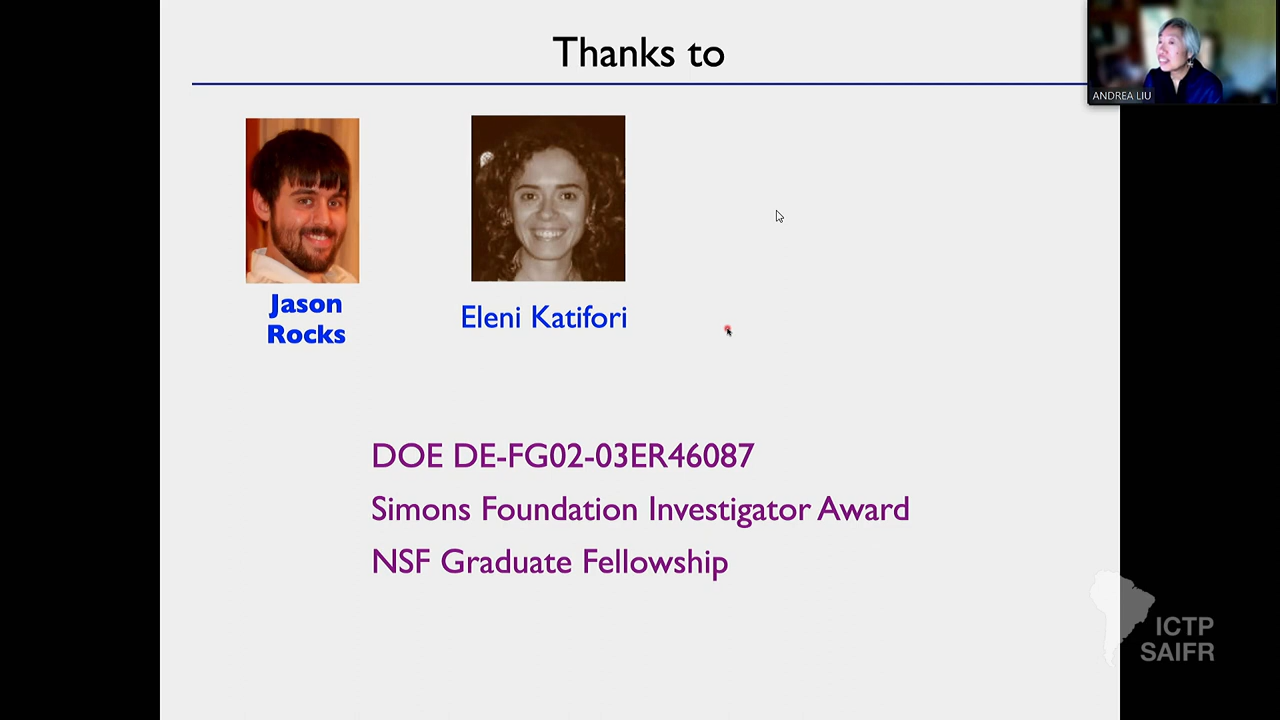 Thanks to
ANDREA LIU
Jason
Rocks
Eleni Katifori
DOE DE-FG02-03ER46087
Simons Foundation Investigator Award
NSF Graduate Fellowship
ICTP
SAIFR